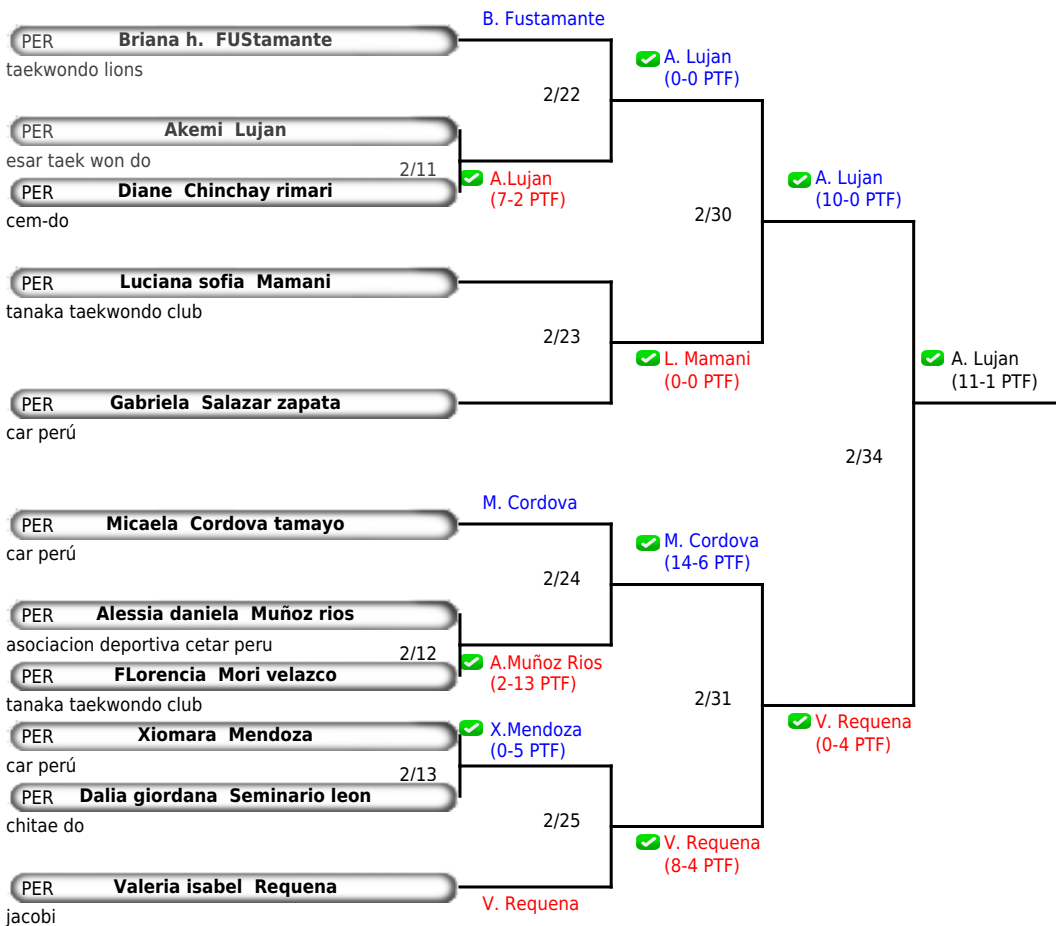 B. Fustamante
PER Briana h. FUStamante
taekwondo lions
A. Lujan
(0-0 PTF)
2/22
PER Akemi Lujan
esar taek won do
2/11
A.Lujan
(7-2 PTF)
PER Diane Chinchay rimari
cem-do
A. Lujan
(10-0 PTF)
2/30
PER Luciana sofia Mamani
tanaka taekwondo club
2/23
L. Mamani
(0-0 PTF)
A. Lujan
(11-1 PTF)
PER Gabriela Salazar zapata
car perú
2/34
M. Cordova
PER Micaela Cordova tamayo
car perú
M. Cordova
(14-6 PTF)
2/24
PER Alessia daniela Muñoz rios
asociacion deportiva cetar peru
2/12
A.Muñoz Rios
(2-13 PTF)
PER FLorencia Mori velazco
tanaka taekwondo club
2/31
V. Requena
(0-4 PTF)
X.Mendoza
(0-5 PTF)
PER Xiomara Mendoza
car perú
2/13
PER Dalia giordana Seminario leon
chitae do
2/25
V. Requena
(8-4 PTF)
PER Valeria isabel Requena
V. Requena
jacobi